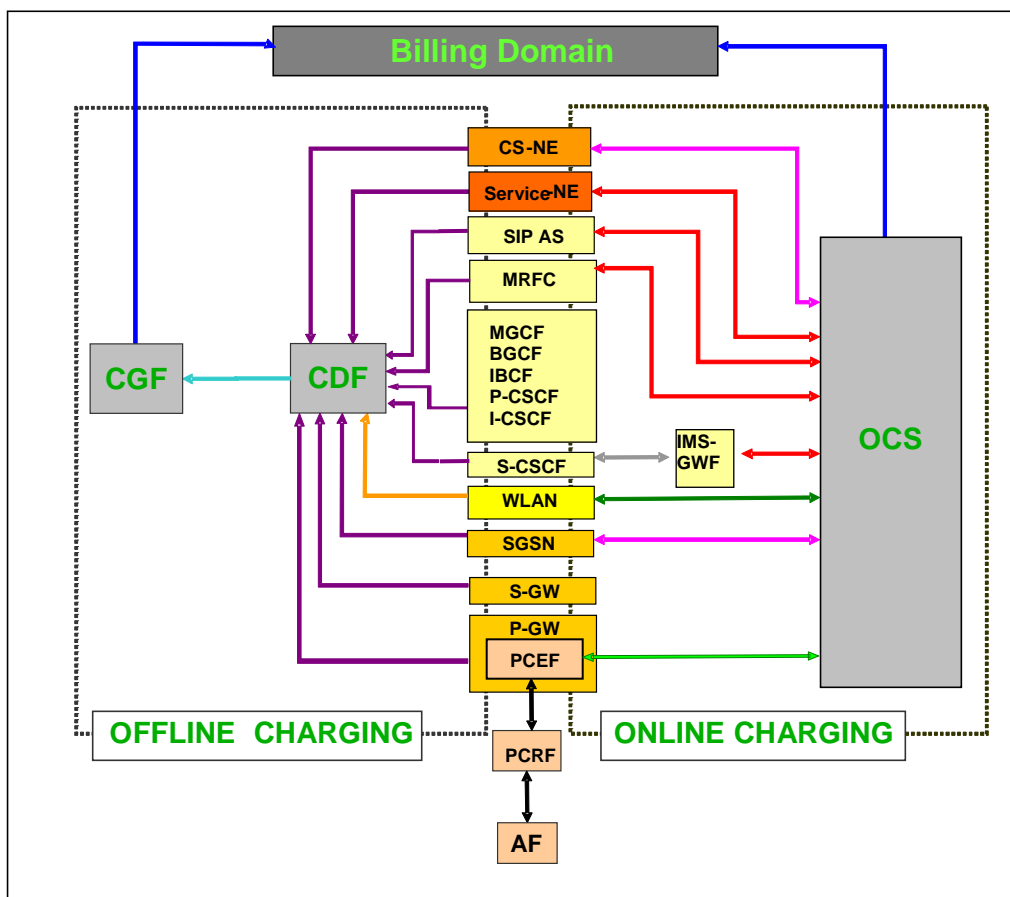 Billing Domain
CS-NE
Service-NE
SIP AS
MRFC
MGCF
BGCF
IBCF
P-CSCF
I-CSCF
CGF
CDF
OCS
S-CSCF
IMS-
GWF
WLAN
SGSN
S-GW
P-GW
PCEF
OFFLINE CHARGING
ONLINE CHARGING
PCRF
AF